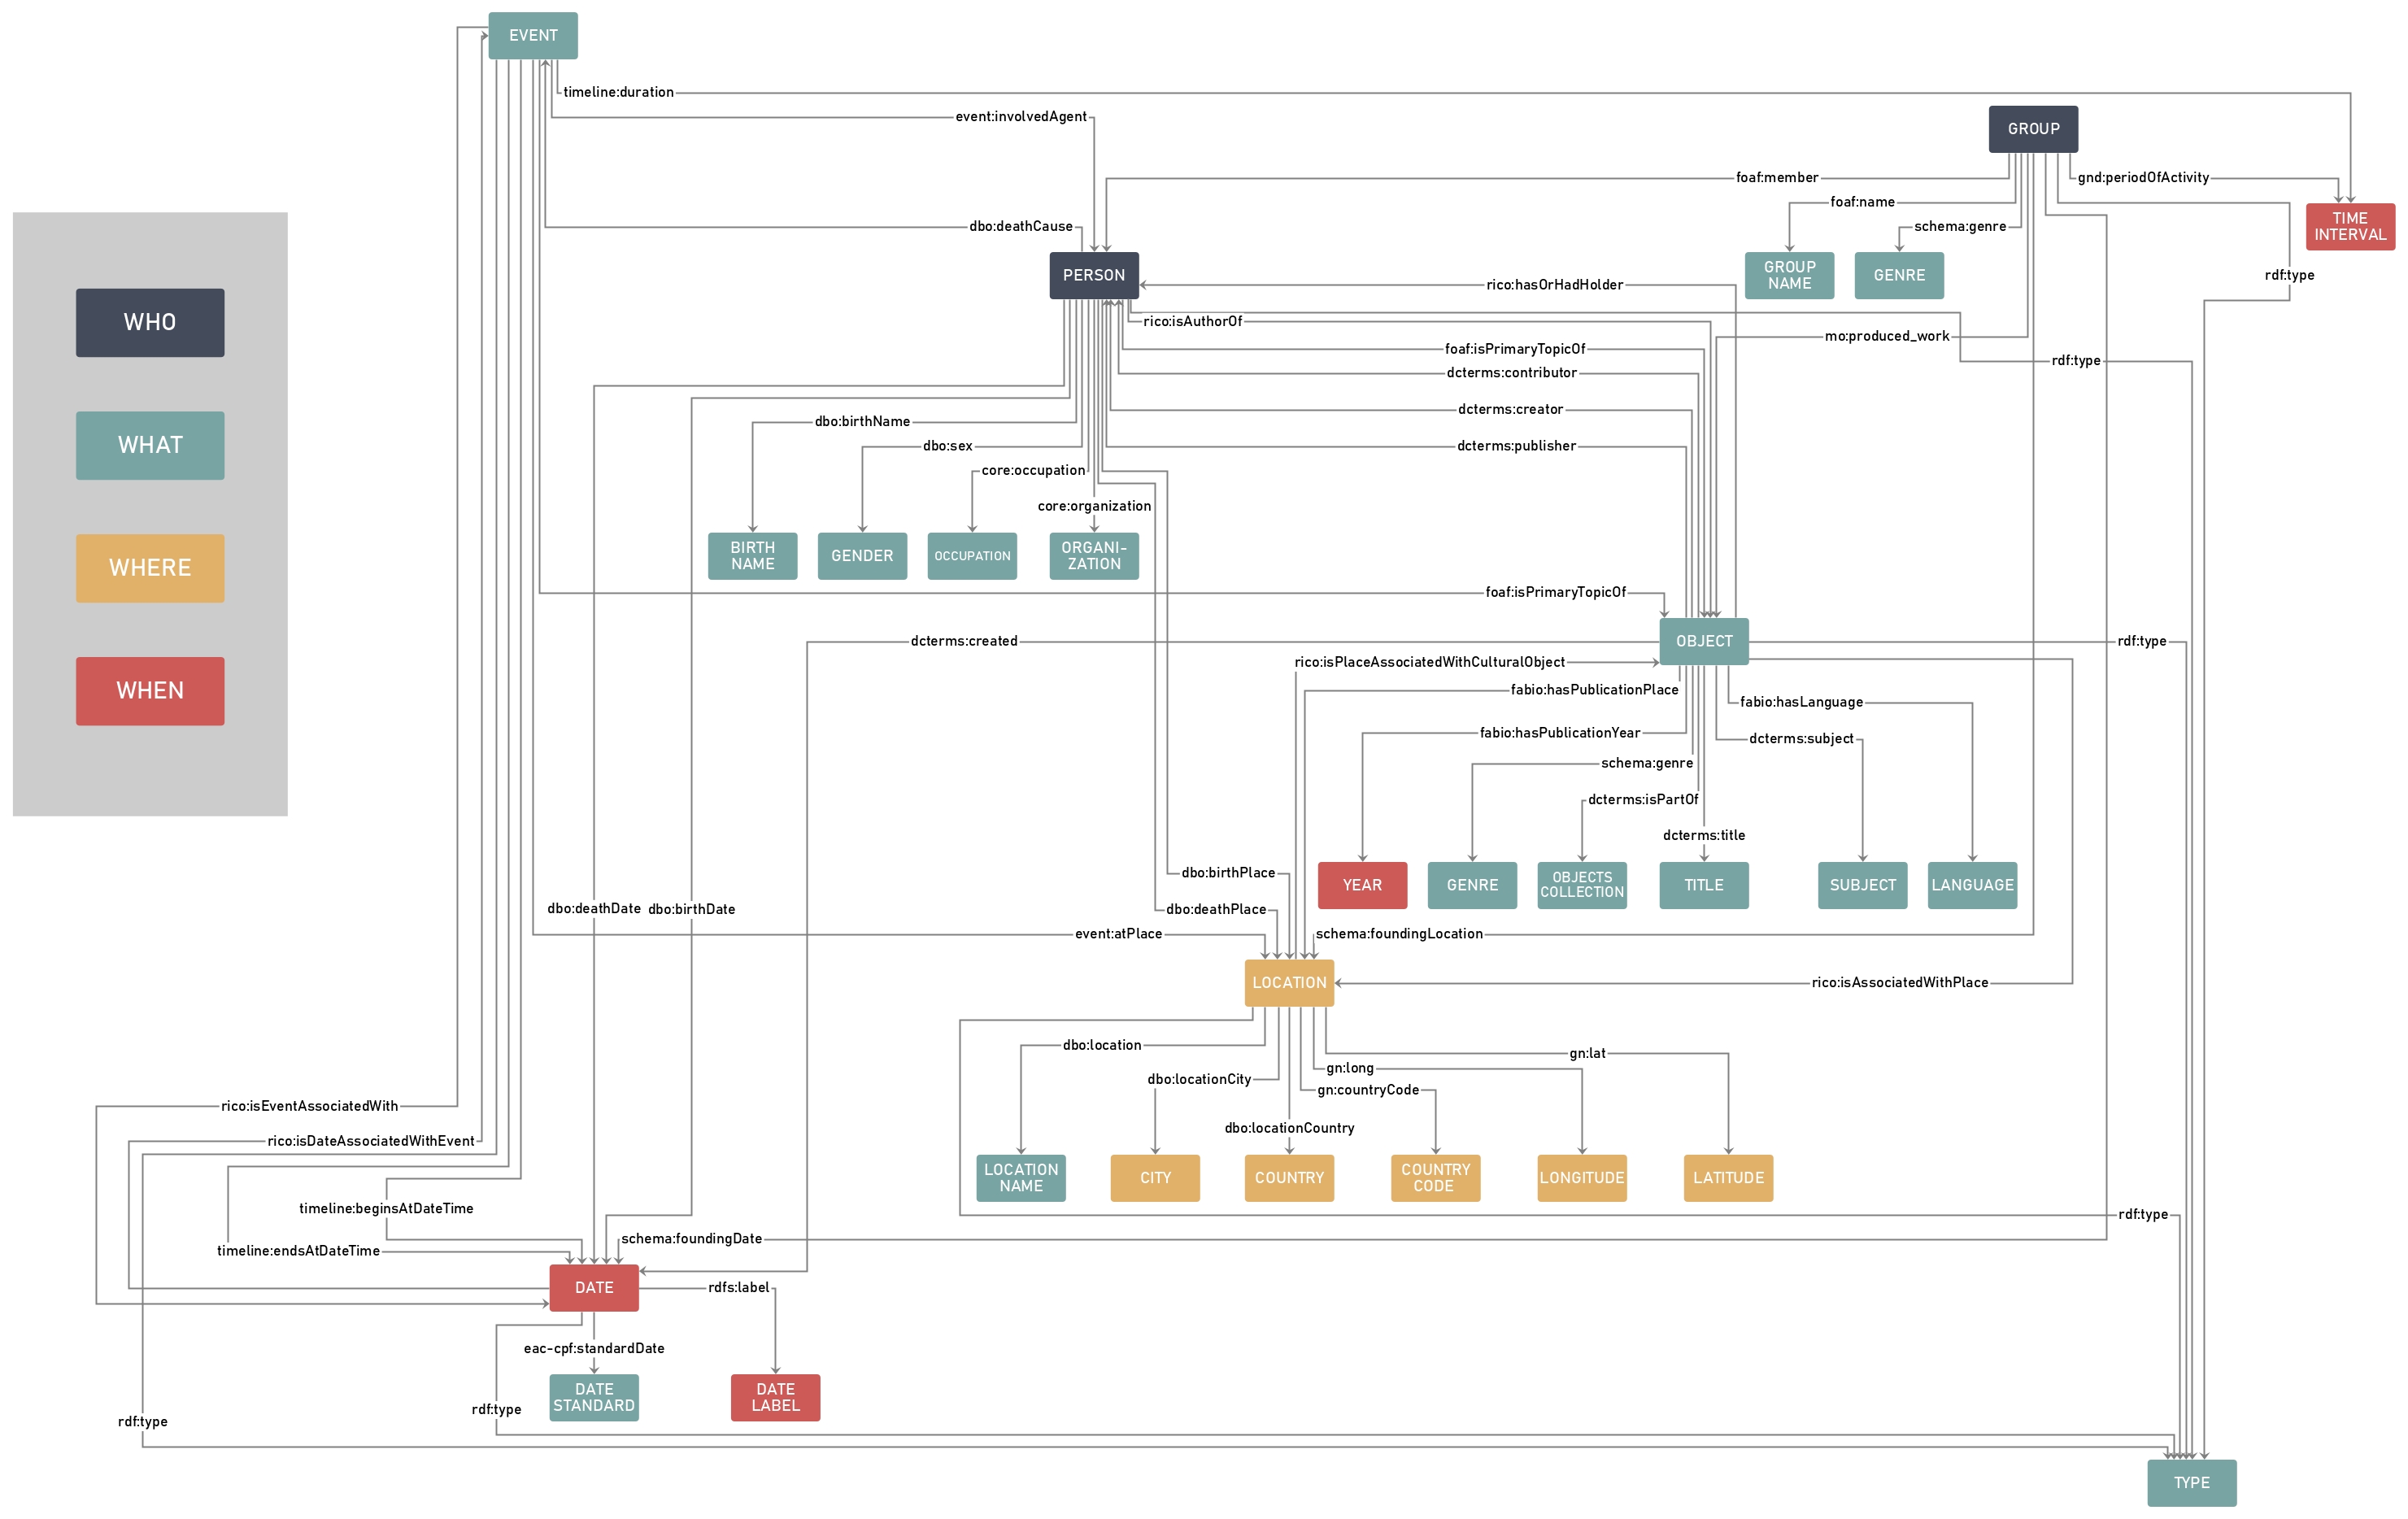 EVENT
timeline:duration
event:involvedAgent
GROUP
foaf:member
gnd:periodOfActivity
foaf:name
TIME
INTERVAL
dbo:deathCause
schema:genre
PERSON
GROUP
NAME
GENRE
rdf:type
rico:hasOrHadHolder
WHO
rico:isAuthorOf
mo:produced_work
foaf:isPrimaryTopicOf
rdf:type
dcterms:contributor
dcterms:creator
dbo:birthName
WHAT
dbo:sex
dcterms:publisher
core:occupation
core:organization
BIRTH
NAME
GENDER
OCCUPATION
ORGANI-
ZATION
WHERE
foaf:isPrimaryTopicOf
dcterms:created
OBJECT
rdf:type
rico:isPlaceAssociatedWithCulturalObject
WHEN
fabio:hasPublicationPlace
fabio:hasLanguage
fabio:hasPublicationYear
dcterms:subject
schema:genre
dcterms:isPartOf
dcterms:title
dbo:birthPlace
YEAR
GENRE
OBJECTS
COLLECTION
TITLE
SUBJECT
LANGUAGE
dbo:deathDate
dbo:birthDate
dbo:deathPlace
event:atPlace
schema:foundingLocation
LOCATION
rico:isAssociatedWithPlace
dbo:location
gn:lat
gn:long
dbo:locationCity
gn:countryCode
rico:isEventAssociatedWith
dbo:locationCountry
rico:isDateAssociatedWithEvent
LOCATION
NAME
CITY
COUNTRY
COUNTRY
CODE
LONGITUDE
LATITUDE
timeline:beginsAtDateTime
rdf:type
schema:foundingDate
timeline:endsAtDateTime
DATE
rdfs:label
eac-cpf:standardDate
DATE
STANDARD
DATE
LABEL
rdf:type
rdf:type
TYPE